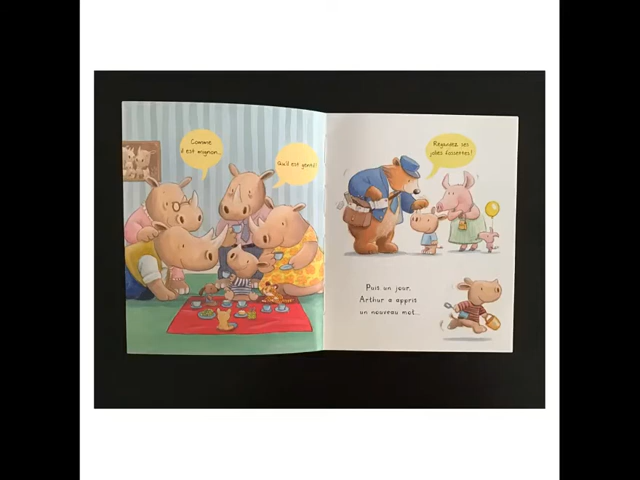 Comme
il est mignon...
Qu'il est gentil!
Regardez ses
jolies fossettes!
Puis un jour,
Arthur a appris
un nouveau mot...